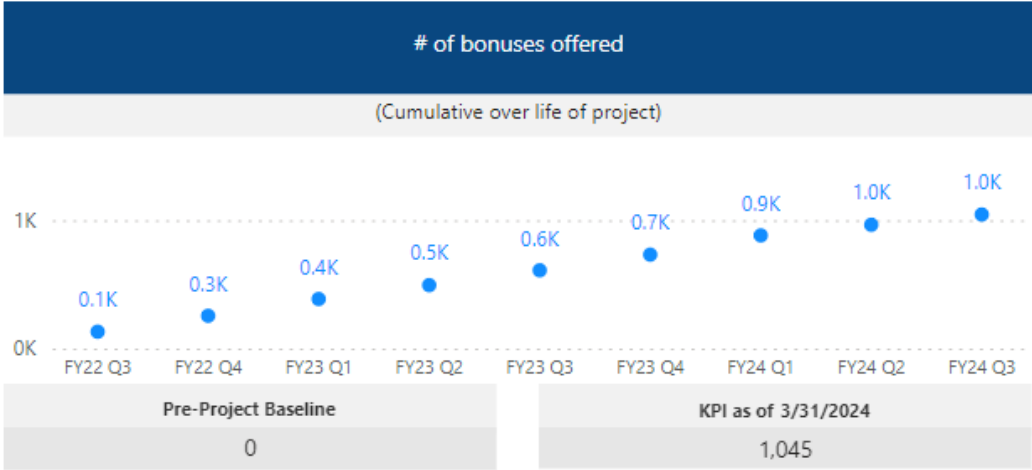 # of bonuses offered
(Cumulative over life of project)
1K
0K
0.1K
0.3K
0.4K
0.5K
0.6K
0.7K
0.9K
1.0K
1.0K
FY22 Q3 FY22 Q4 FY23 Q1 FY23 Q2 FY23 Q3 FY23 Q4 FY24 Q1 FY24 Q2 FY24 Q3
Pre-Project Baseline
0
KPI as of 3/31/2024
1,045